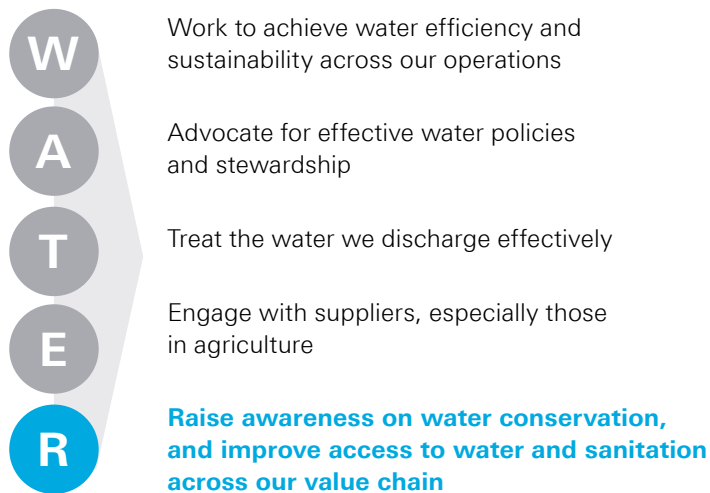 W
Work to achieve water efficiency and
sustainability across our operations
A
Advocate for effective water policies
and stewardship
T
Treat the water we discharge effectively
E
Engage with suppliers, especially those
in agriculture
R
Raise awareness on water conservation,
and improve access to water and sanitation
across our value chain